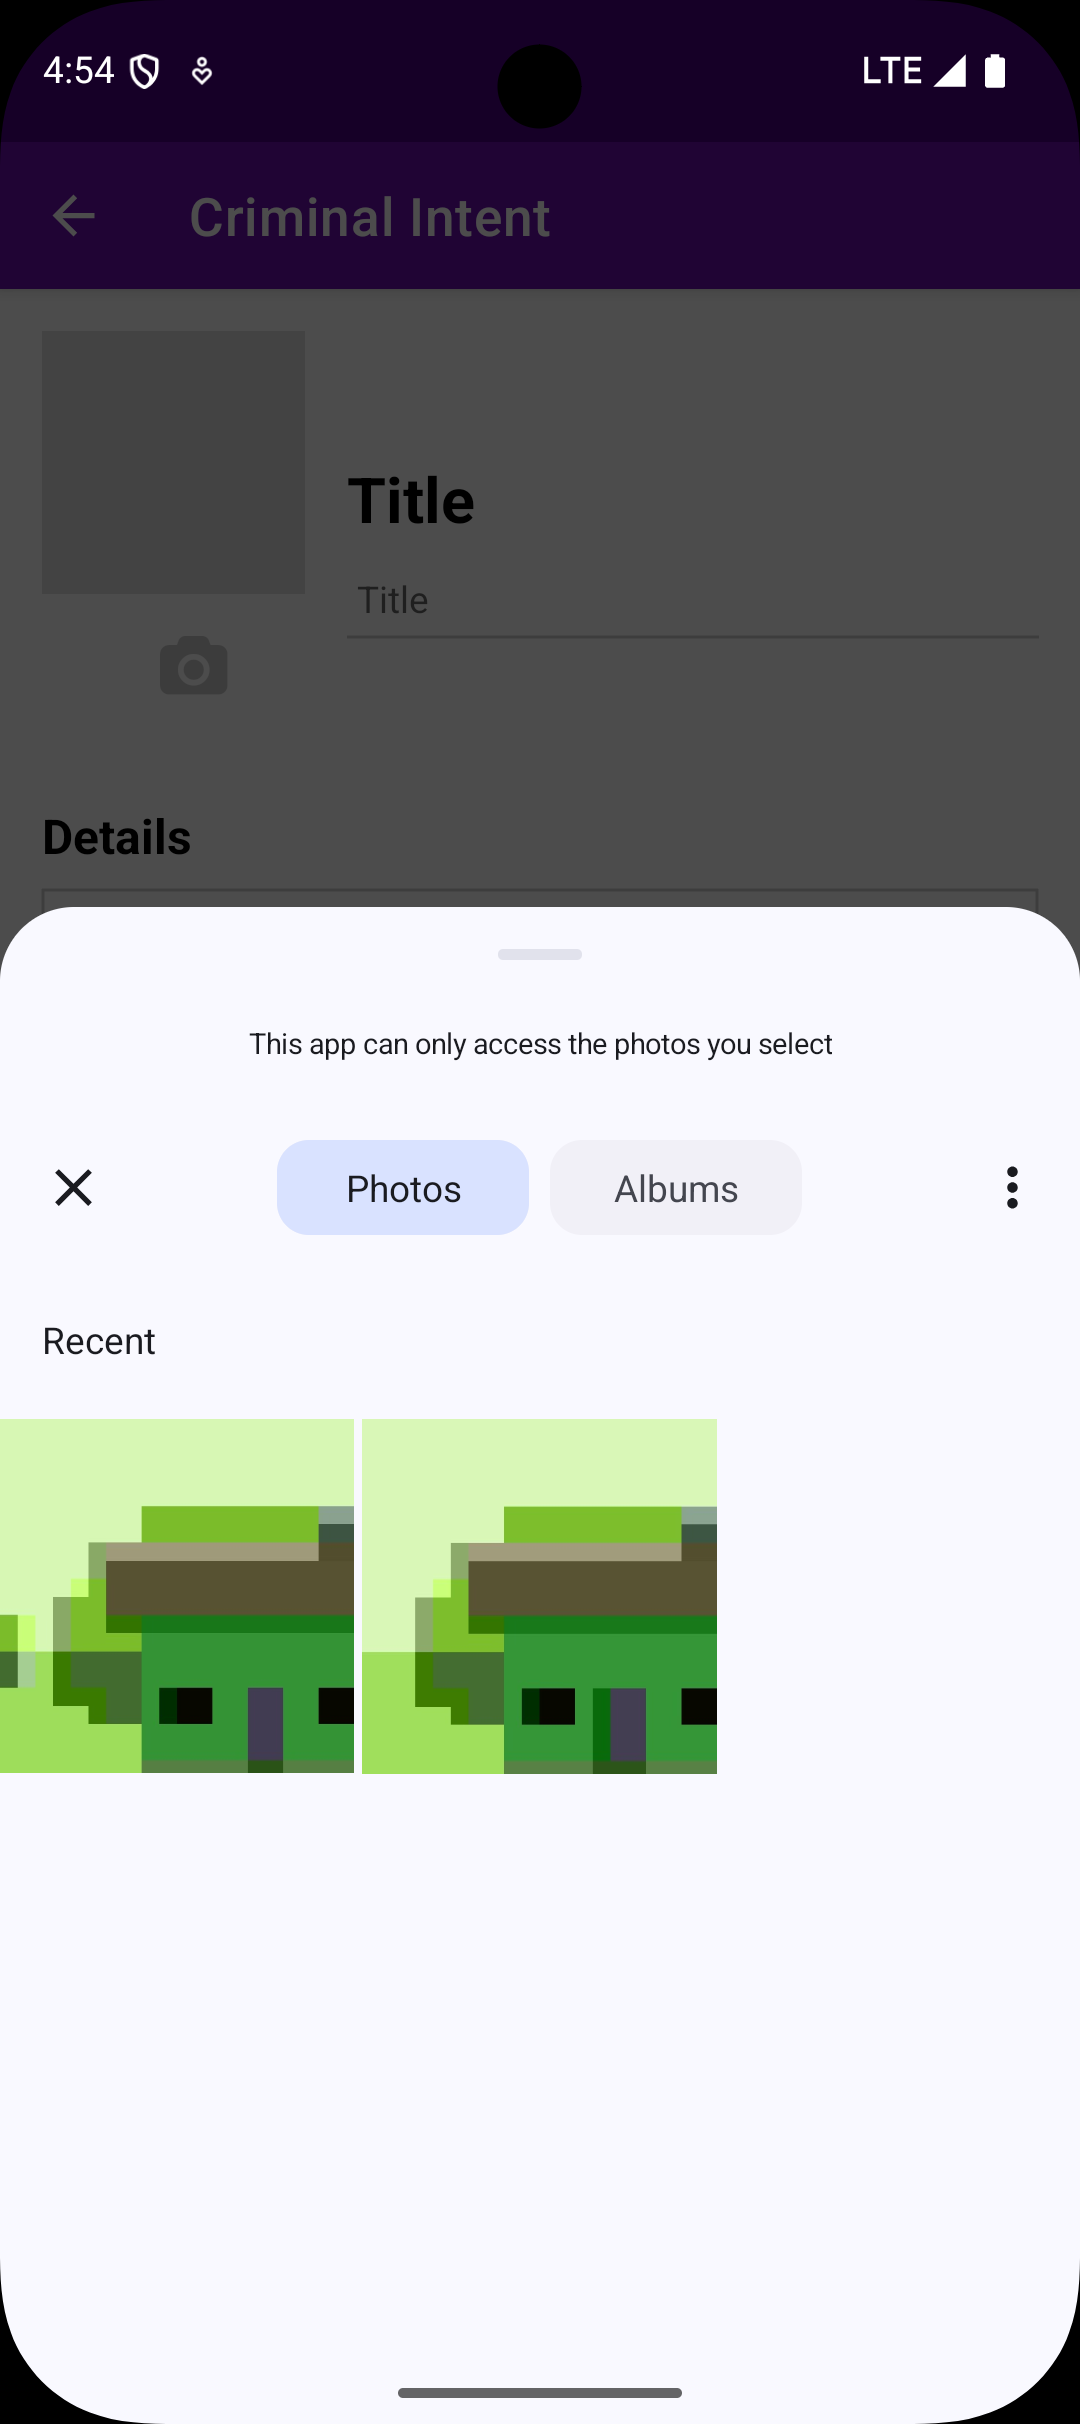 4:54
LTE
Criminal Intent
Title
Title
Details
This app can only access the photos you select
Photos
Albums
Recent